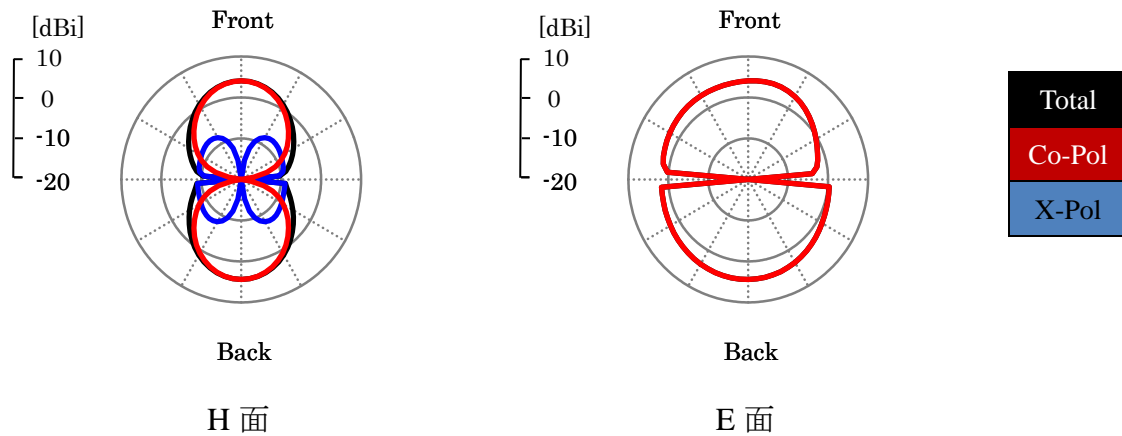 [dBi]
10
0
-10
-20
Front
Back
H 面
[dBi]
10
0
-10
-20
Front
Back
E 面
Total
Co-Pol
X-Pol